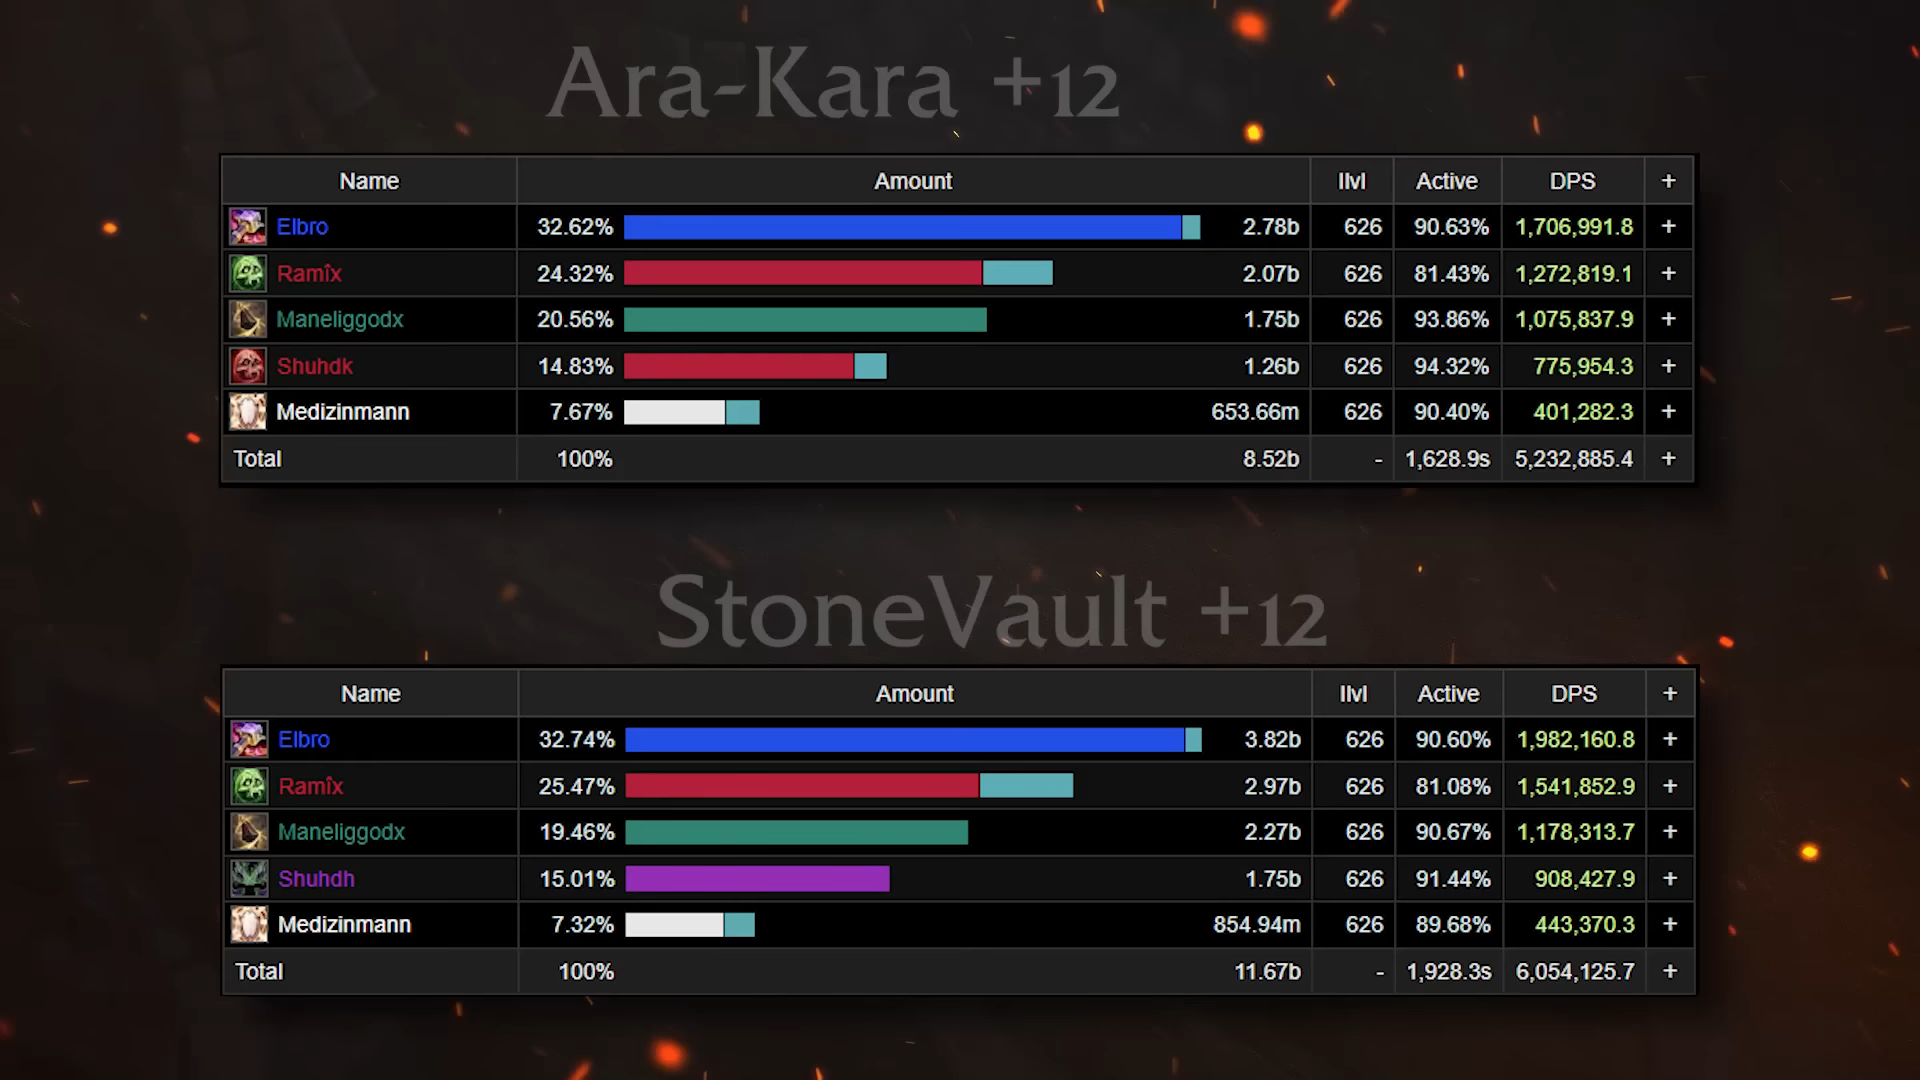 Ara-Kara +12
Name Amount Ilvl Active DPS +
Elbro 32.62% 2.78b 626 90.63% 1,706,991.8 +
Ramîx 24.32% 2.07b 626 81.43% 1,272,819.1 +
Maneliggodx 20.56% 1.75b 626 93.86% 1,075,837.9 +
Shuhdk 14.83% 1.26b 626 94.32% 775,954.3 +
Medizinmann 7.67% 653.66m 626 90.40% 401,282.3 +
Total 100% 8.52b - 1,628.9s 5,232,885.4 +
StoneVault +12
Name Amount Ilvl Active DPS +
Elbro 32.74% 3.82b 626 90.60% 1,982,160.8 +
Ramîx 25.47% 2.97b 626 81.08% 1,541,852.9 +
Maneliggodx 19.46% 2.27b 626 90.67% 1,178,313.7 +
Shuhdh 15.01% 1.75b 626 91.44% 908,427.9 +
Medizinmann 7.32% 854.94m 626 89.68% 443,370.3 +
Total 100% 11.67b - 1,928.3s 6,054,125.7 +